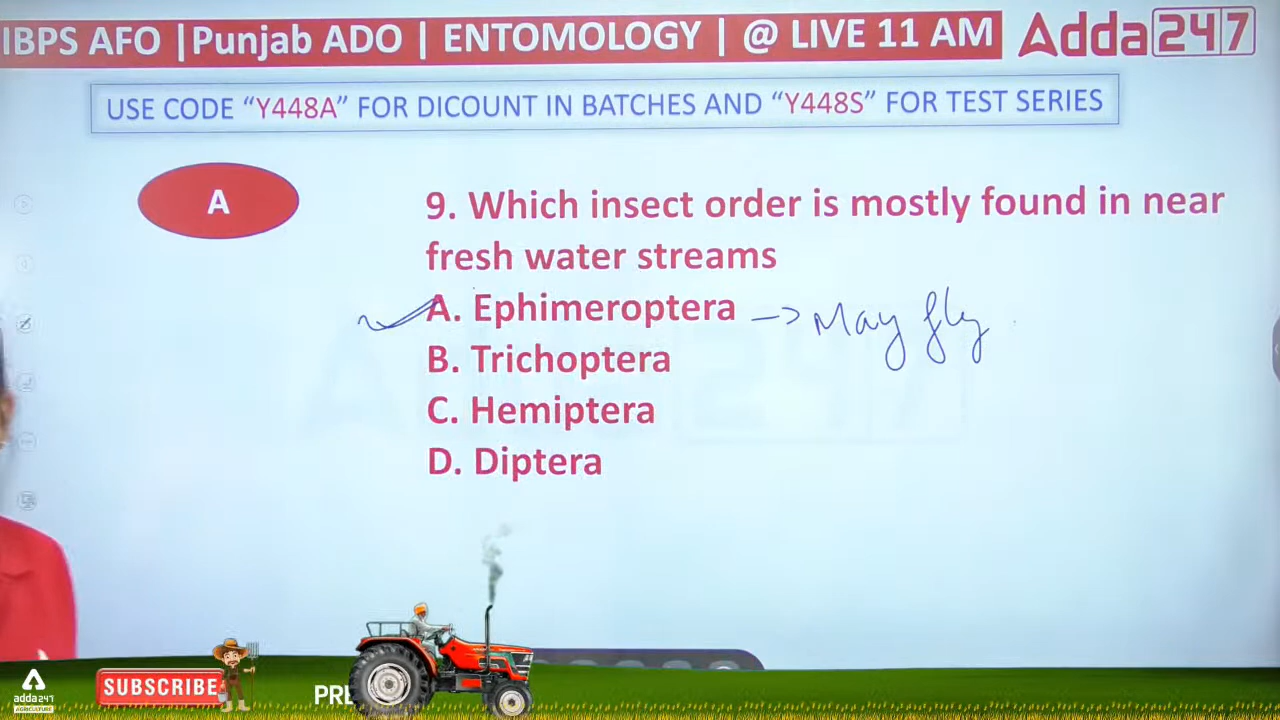 IBPS AFO |Punjab ADO | ENTOMOLOGY | @ LIVE 11 AM
Adda247
USE CODE “Y448A” FOR DICOUNT IN BATCHES AND “Y448S” FOR TEST SERIES
A
9. Which insect order is mostly found in near
fresh water streams
A. Ephimeroptera -> May fly
B. Trichoptera
C. Hemiptera
D. Diptera
adda247
AGRICULTURE
SUBSCRIBE